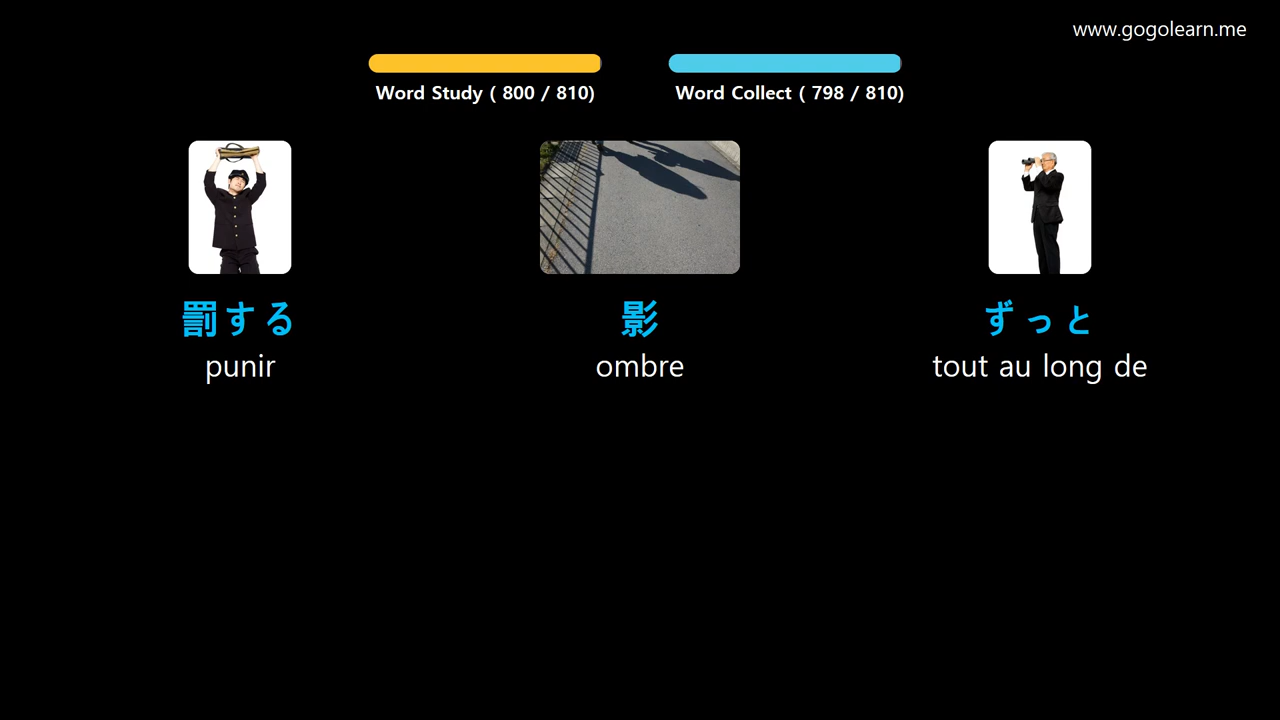 www.gogolearn.me
Word Study ( 800 / 810)
Word Collect ( 798 / 810)
罰する
影
ずっと
punir
ombre
tout au long de